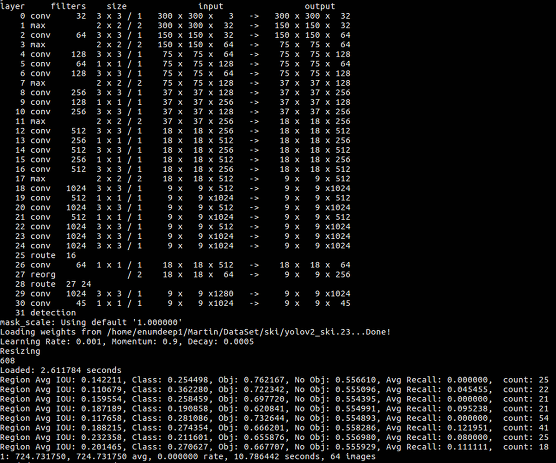 layer filters size input output
0 conv 32 3 x 3 / 1 300 x 300 x 3 -> 300 x 300 x 32
1 max 2 x 2 / 2 300 x 300 x 32 -> 150 x 150 x 32
2 conv 64 3 x 3 / 1 150 x 150 x 32 -> 150 x 150 x 64
3 max 2 x 2 / 2 150 x 150 x 64 -> 75 x 75 x 64
4 conv 128 3 x 3 / 1 75 x 75 x 64 -> 75 x 75 x 128
5 conv 64 1 x 1 / 1 75 x 75 x 128 -> 75 x 75 x 64
6 conv 128 3 x 3 / 1 75 x 75 x 64 -> 75 x 75 x 128
7 max 2 x 2 / 2 75 x 75 x 128 -> 37 x 37 x 128
8 conv 256 3 x 3 / 1 37 x 37 x 128 -> 37 x 37 x 256
9 conv 128 1 x 1 / 1 37 x 37 x 256 -> 37 x 37 x 128
10 conv 256 3 x 3 / 1 37 x 37 x 128 -> 37 x 37 x 256
11 max 2 x 2 / 2 37 x 37 x 256 -> 18 x 18 x 256
12 conv 512 3 x 3 / 1 18 x 18 x 256 -> 18 x 18 x 512
13 conv 256 1 x 1 / 1 18 x 18 x 512 -> 18 x 18 x 256
14 conv 512 3 x 3 / 1 18 x 18 x 256 -> 18 x 18 x 512
15 conv 256 1 x 1 / 1 18 x 18 x 512 -> 18 x 18 x 256
16 conv 512 3 x 3 / 1 18 x 18 x 256 -> 18 x 18 x 512
17 max 2 x 2 / 2 18 x 18 x 512 -> 9 x 9 x 512
18 conv 1024 3 x 3 / 1 9 x 9 x 512 -> 9 x 9 x1024
19 conv 512 1 x 1 / 1 9 x 9 x1024 -> 9 x 9 x 512
20 conv 1024 3 x 3 / 1 9 x 9 x 512 -> 9 x 9 x1024
21 conv 512 1 x 1 / 1 9 x 9 x1024 -> 9 x 9 x 512
22 conv 1024 3 x 3 / 1 9 x 9 x 512 -> 9 x 9 x1024
23 conv 1024 3 x 3 / 1 9 x 9 x1024 -> 9 x 9 x1024
24 conv 1024 3 x 3 / 1 9 x 9 x1024 -> 9 x 9 x1024
25 route 16
26 conv 64 1 x 1 / 1 18 x 18 x 512 -> 18 x 18 x 64
27 reorg / 2 18 x 18 x 64 -> 9 x 9 x 256
28 route 27 24
29 conv 1024 3 x 3 / 1 9 x 9 x1280 -> 9 x 9 x1024
30 conv 45 1 x 1 / 1 9 x 9 x1024 -> 9 x 9 x 45
31 detection
mask_scale: Using default '1.000000'
Loading weights from /home/enumdeep1/Martin/DataSet/ski/yolov2_ski.23...Done!
Learning Rate: 0.001, Momentum: 0.9, Decay: 0.0005
Resizing
608
Loaded: 2.611784 seconds
Region Avg IOU: 0.142211, Class: 0.254498, Obj: 0.762167, No Obj: 0.556610, Avg Recall: 0.000000, count: 25
Region Avg IOU: 0.110679, Class: 0.362280, Obj: 0.722342, No Obj: 0.555096, Avg Recall: 0.045455, count: 22
Region Avg IOU: 0.159554, Class: 0.258459, Obj: 0.697720, No Obj: 0.554395, Avg Recall: 0.000000, count: 21
Region Avg IOU: 0.187189, Class: 0.190858, Obj: 0.620841, No Obj: 0.554991, Avg Recall: 0.095238, count: 21
Region Avg IOU: 0.117658, Class: 0.281086, Obj: 0.732644, No Obj: 0.554893, Avg Recall: 0.000000, count: 54
Region Avg IOU: 0.188215, Class: 0.274354, Obj: 0.666201, No Obj: 0.558286, Avg Recall: 0.121951, count: 41
Region Avg IOU: 0.232358, Class: 0.211601, Obj: 0.655876, No Obj: 0.556980, Avg Recall: 0.080000, count: 25
Region Avg IOU: 0.201465, Class: 0.270627, Obj: 0.667707, No Obj: 0.555929, Avg Recall: 0.111111, count: 18
1: 724.731750, 724.731750 avg, 0.000000 rate, 10.786442 seconds, 64 images